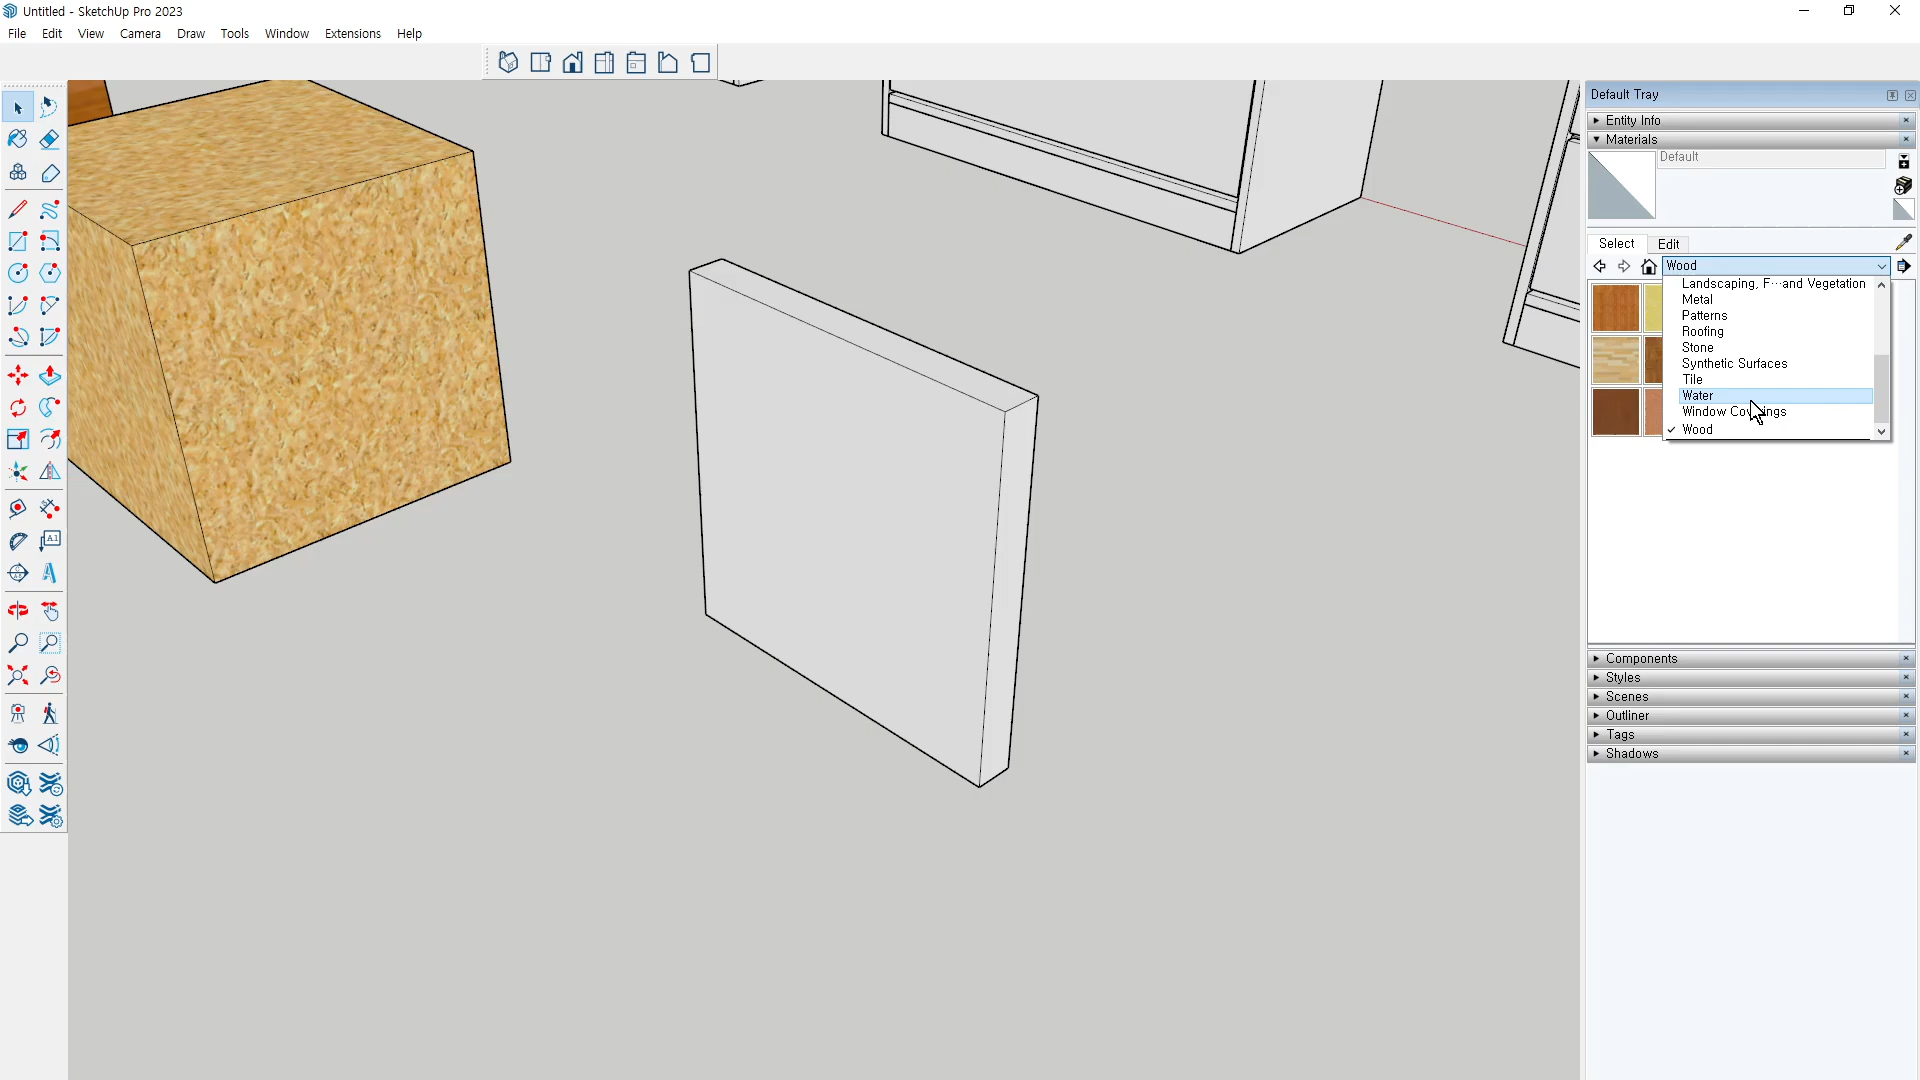 Untitled - SketchUp Pro 2023
File Edit View Camera Draw Tools Window Extensions Help
Default Tray
Entity Info
Materials
Default
Select Edit
Wood
Landscaping, F···and Vegetation
Metal
Patterns
Roofing
Stone
Synthetic Surfaces
Tile
Water
Window
Wood
Components
Styles
Scenes
Outliner
Tags
Shadows
A1